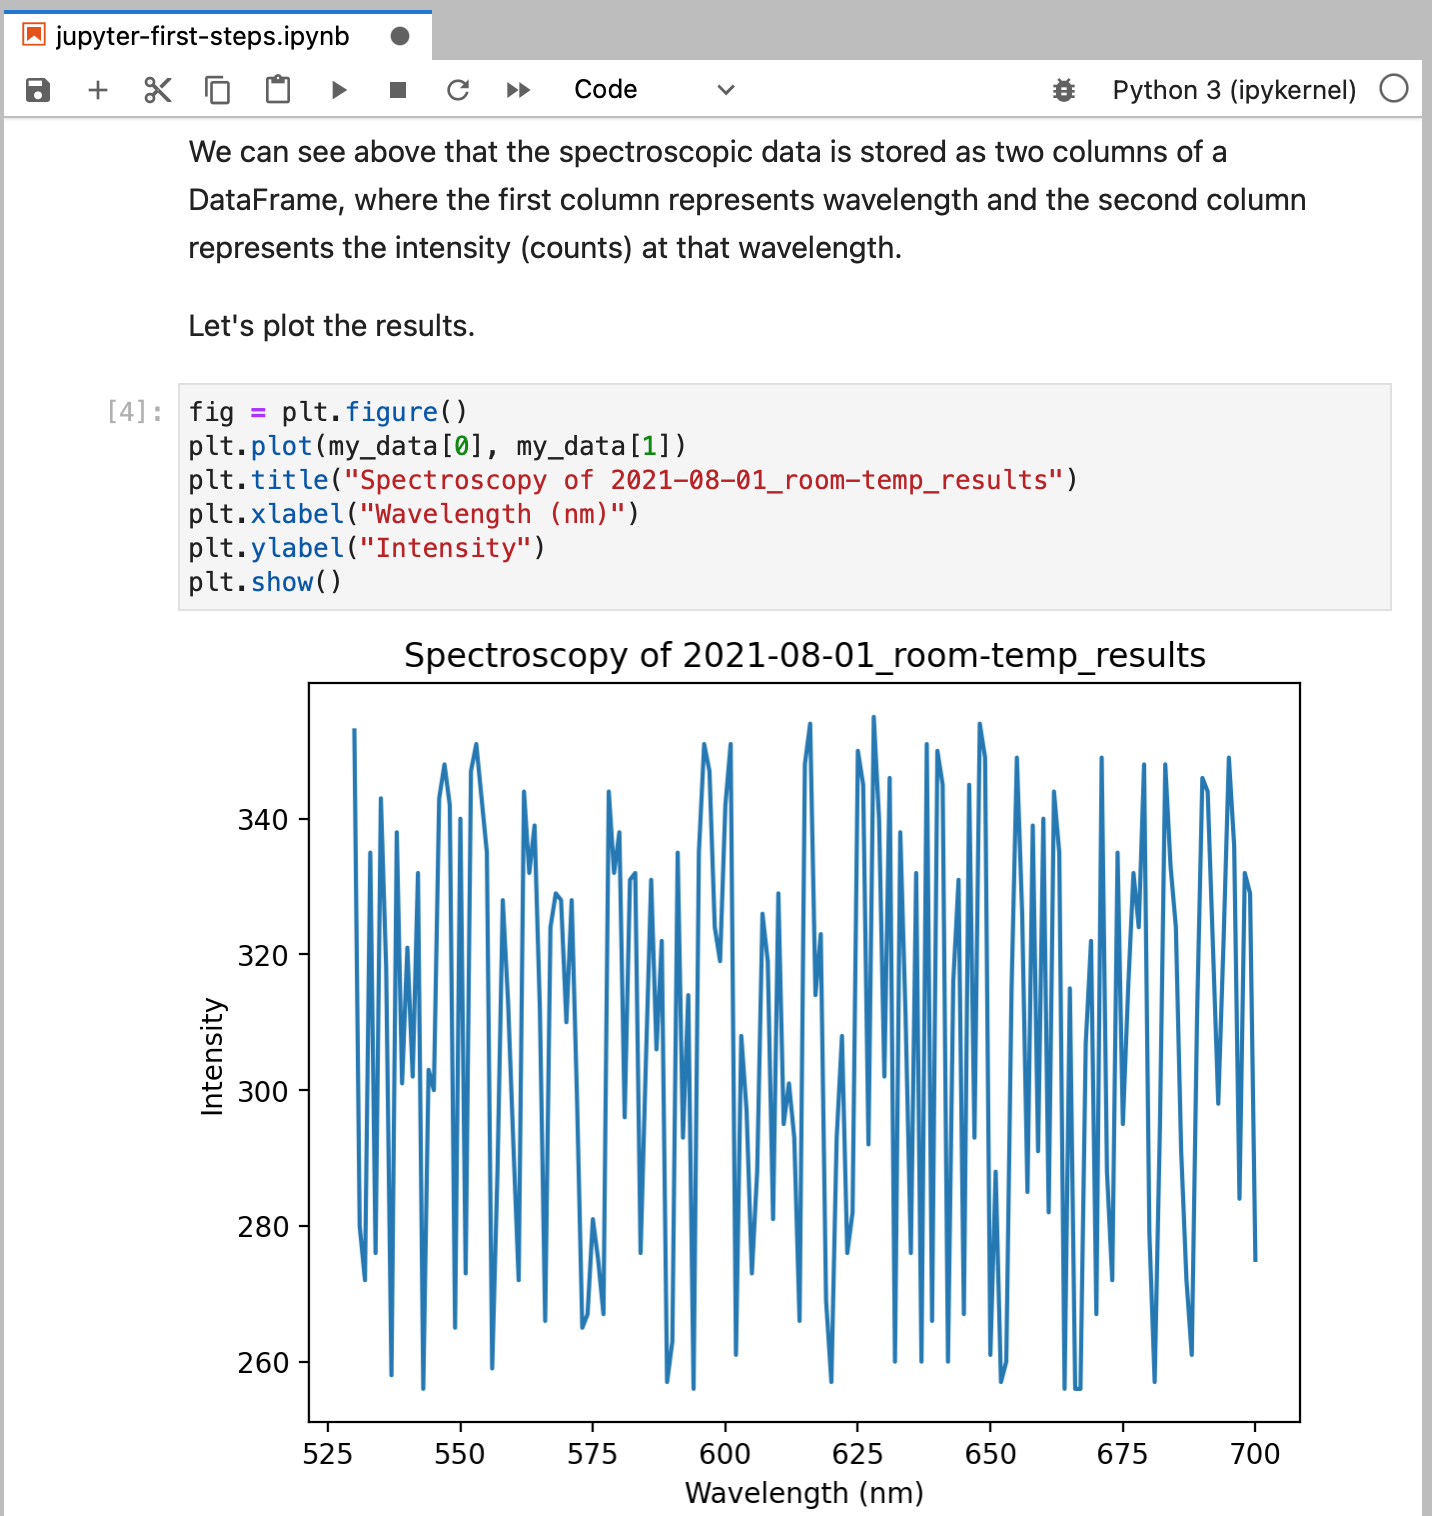 jupyter-first-steps.ipynb
Code
Python 3 (ipykernel)
We can see above that the spectroscopic data is stored as two columns of a
DataFrame, where the first column represents wavelength and the second column
represents the intensity (counts) at that wavelength.
Let's plot the results.
[4]:
fig = plt.figure()
plt.plot(my_data[0], my_data[1])
plt.title("Spectroscopy of 2021-08-01_room-temp_results")
plt.xlabel("Wavelength (nm)")
plt.ylabel("Intensity")
plt.show()
Spectroscopy of 2021-08-01_room-temp_results
340
320
300
280
260
Intensity
525 550 575 600 625 650 675 700
Wavelength (nm)